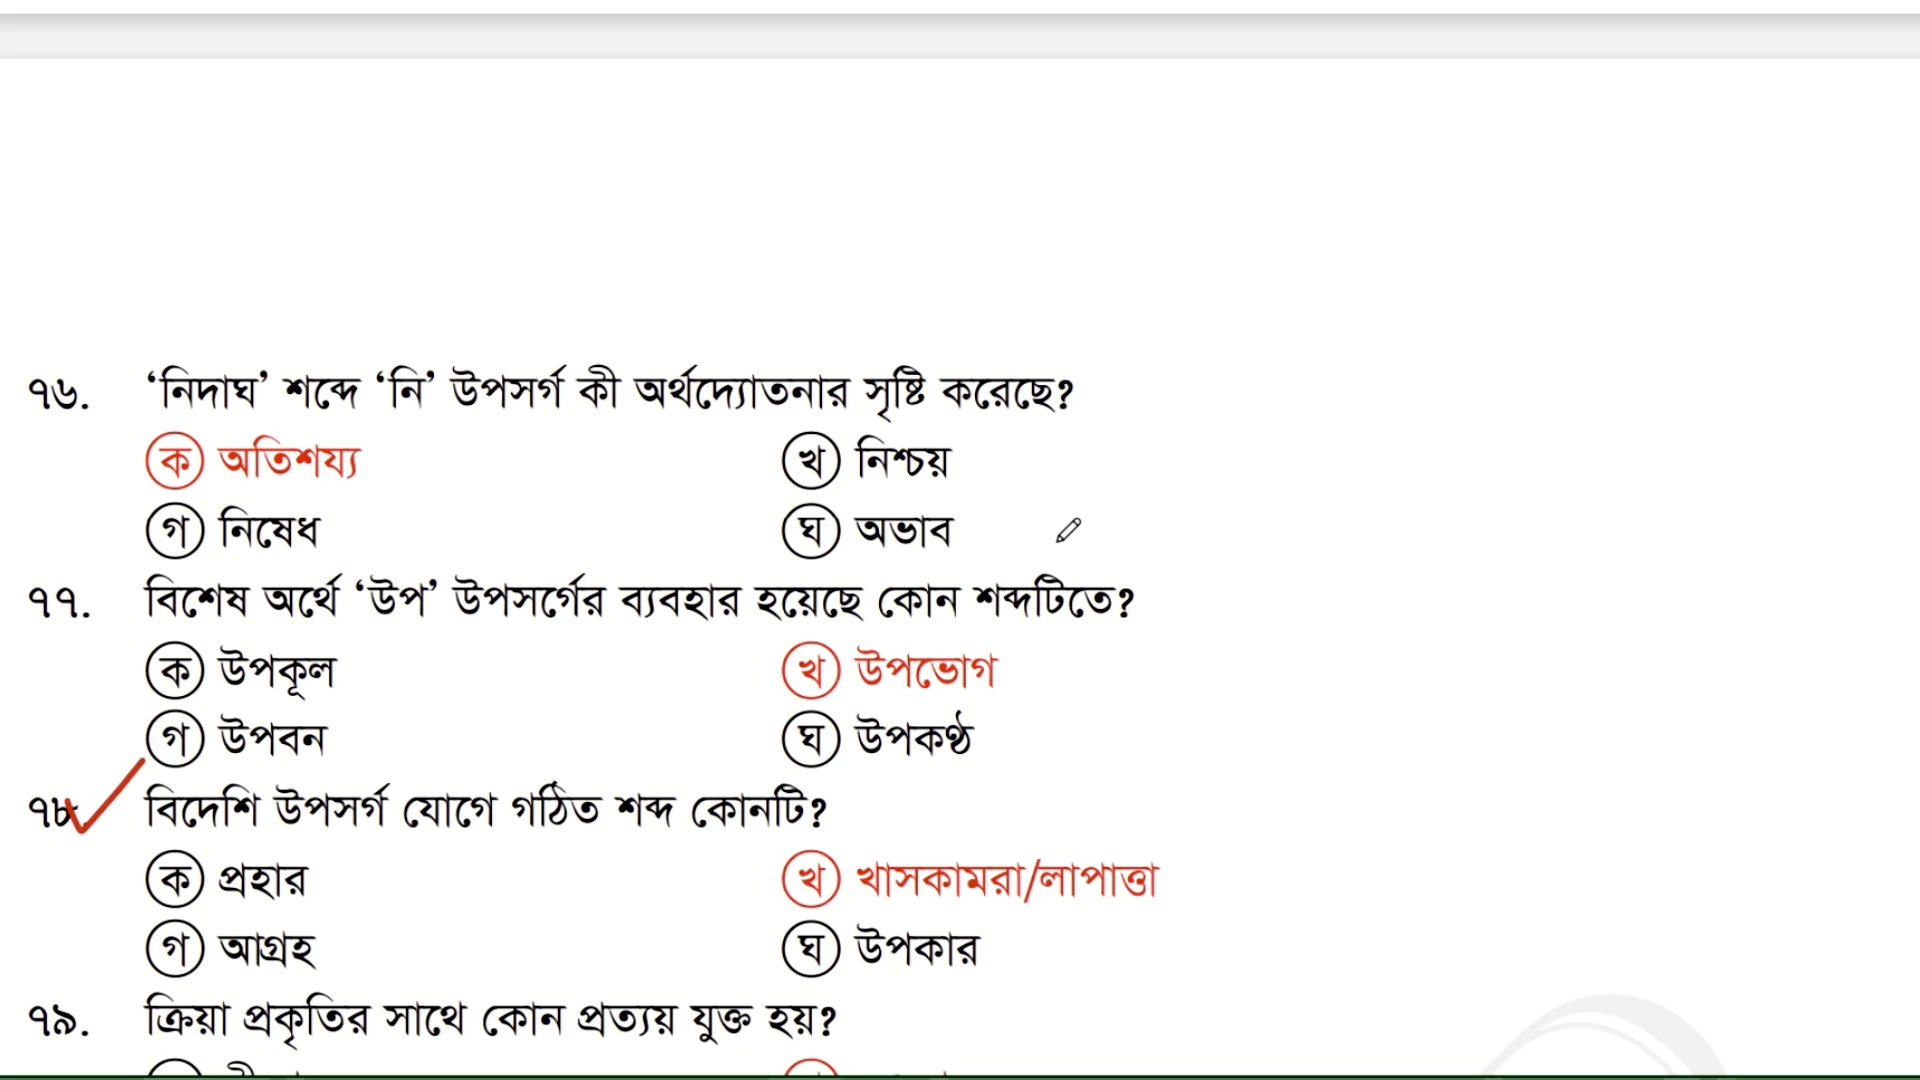 ৭৬. ‘নিদাঘ’ শব্দে ‘নি’ উপসর্গ কী অর্থদ্যোতনার সৃষ্টি করেছে?
ক অতিশয্য খ নিশ্চয়
গ নিষেধ ঘ অভাব
৭৭. বিশেষ অর্থে ‘উপ’ উপসর্গের ব্যবহার হয়েছে কোন শব্দটিতে?
ক উপকূল খ উপভোগ
গ উপবন ঘ উপকণ্ঠ
৭৮. বিদেশি উপসর্গ যোগে গঠিত শব্দ কোনটি?
ক প্রহার খ খাসকামরা/লাপাত্তা
গ আগ্রহ ঘ উপকার
৭৯. ক্রিয়া প্রকৃতির সাথে কোন প্রত্যয় যুক্ত হয়?